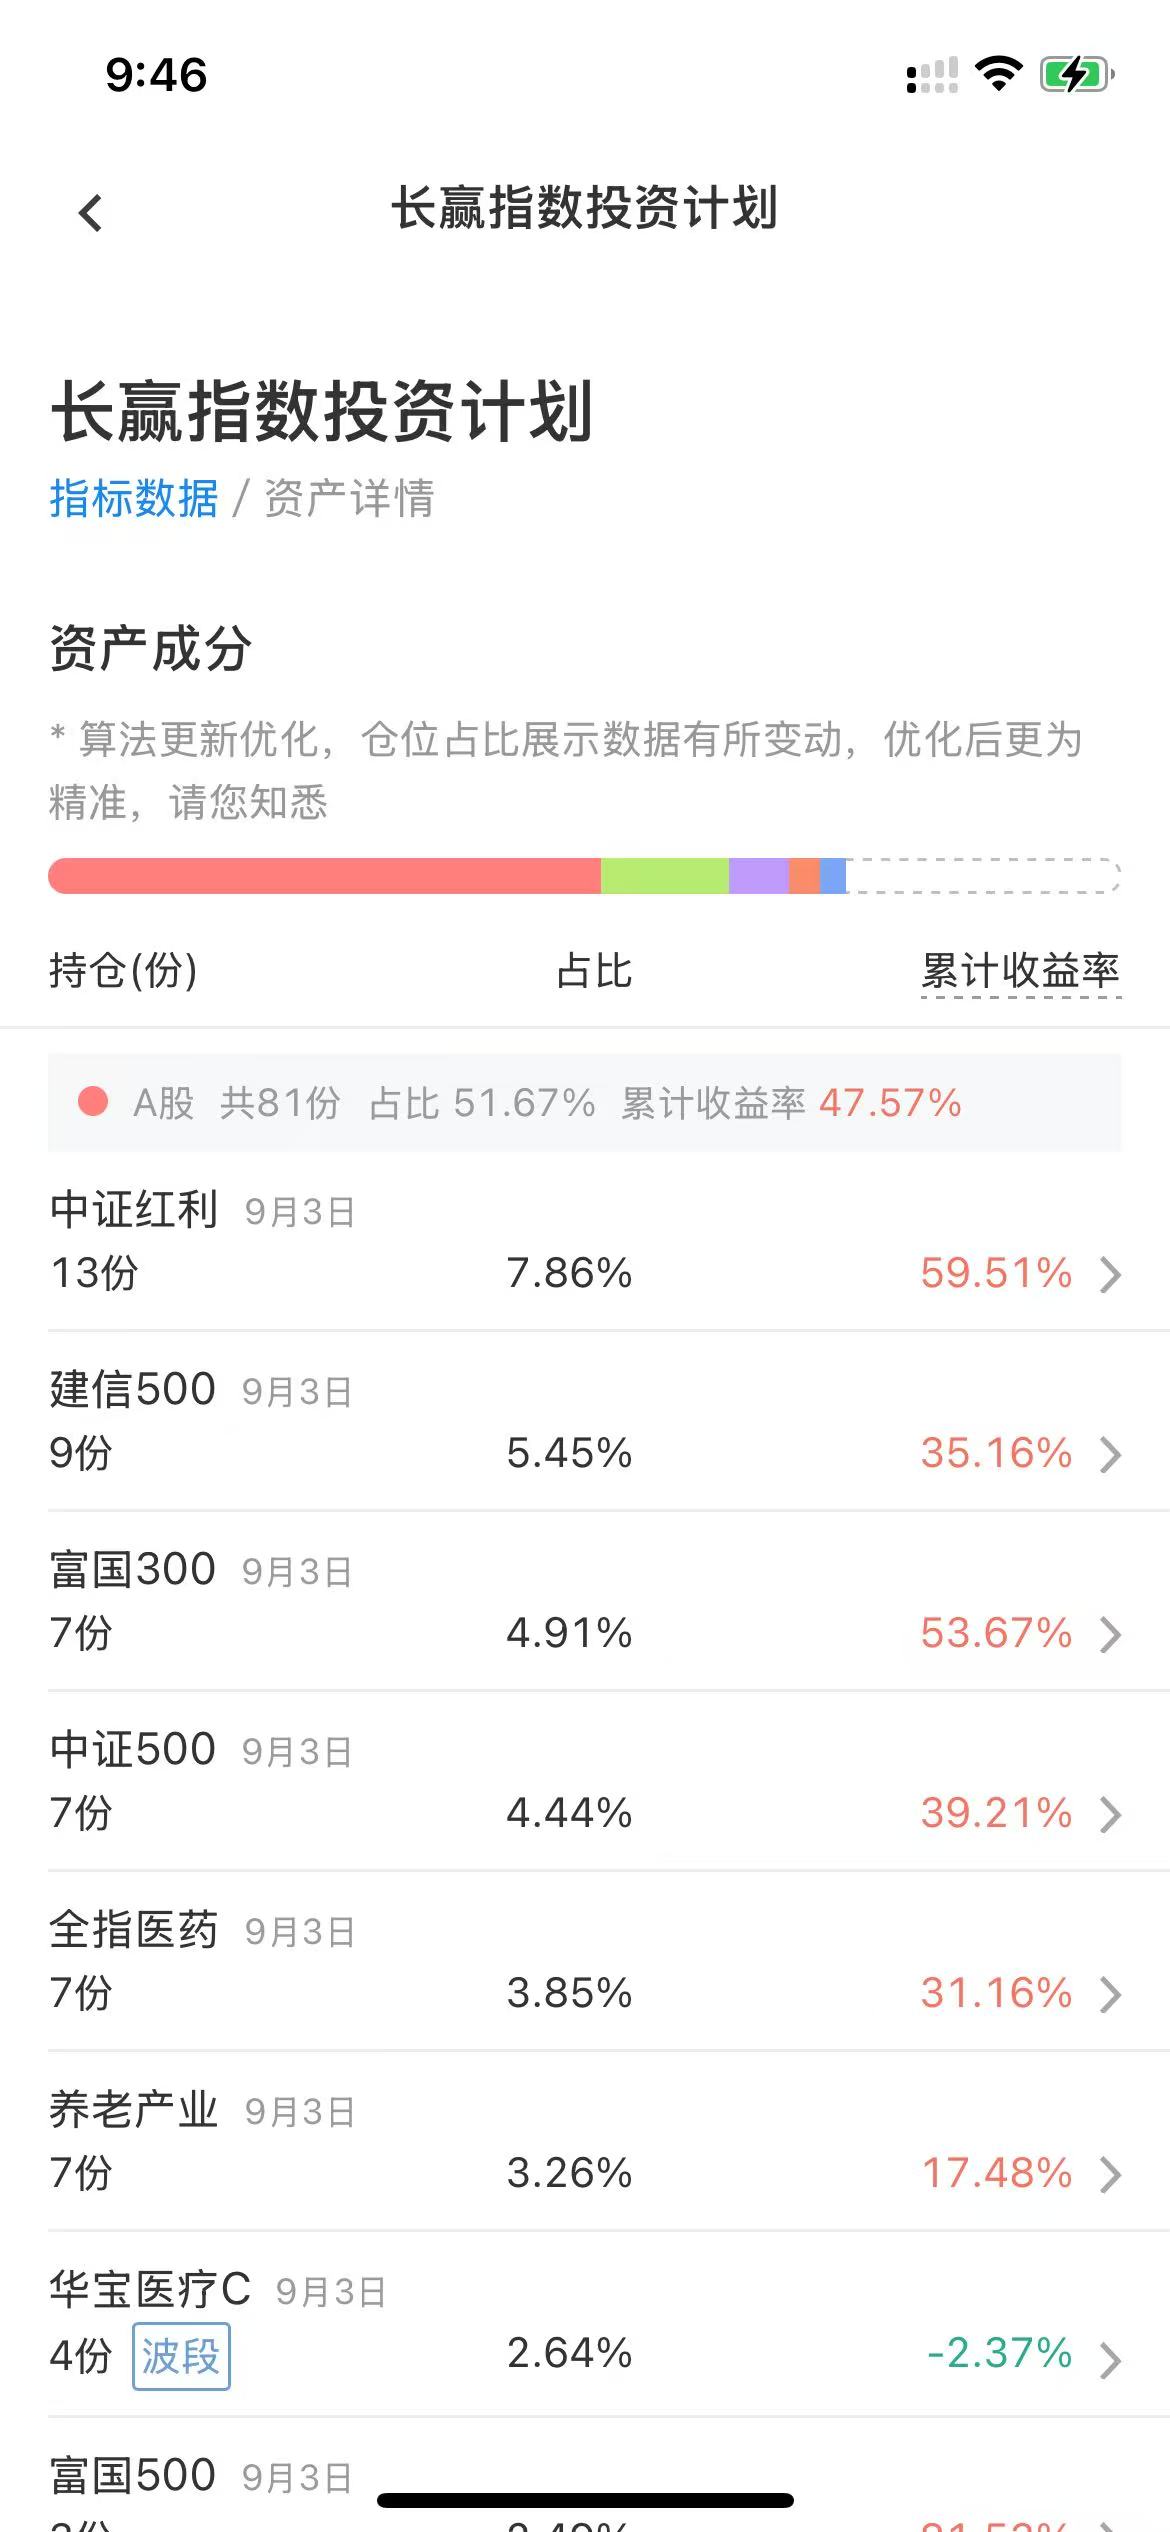 9:46
长赢指数投资计划
长赢指数投资计划
指标数据 / 资产详情
资产成分
* 算法更新优化，仓位占比展示数据有所变动，优化后更为
精准，请您知悉
持仓(份) 占比 累计收益率
A股 共81份 占比 51.67% 累计收益率 47.57%
中证红利 9月3日
13份 7.86% 59.51%
建信500 9月3日
9份 5.45% 35.16%
富国300 9月3日
7份 4.91% 53.67%
中证500 9月3日
7份 4.44% 39.21%
全指医药 9月3日
7份 3.85% 31.16%
养老产业 9月3日
7份 3.26% 17.48%
华宝医疗C 9月3日
4份 波段 2.64% -2.37%
富国500 9月3日